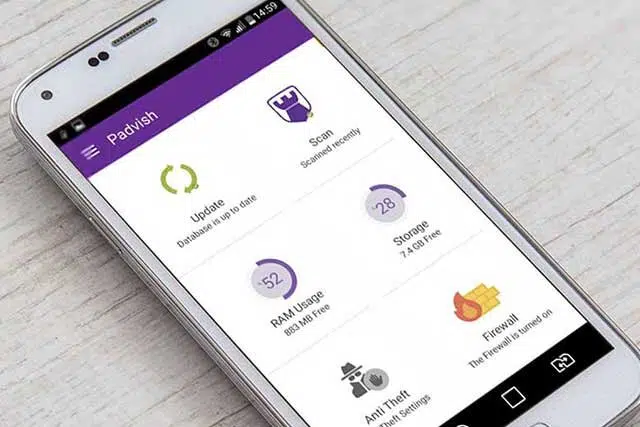 14:59
Padvish
Update
Database is up to date
Scan
Scanned recently
%52
RAM Usage
883 MB Free
%28
Storage
7.4 GB Free
Anti Theft
Theft Settings
Firewall
The Firewall is turned on